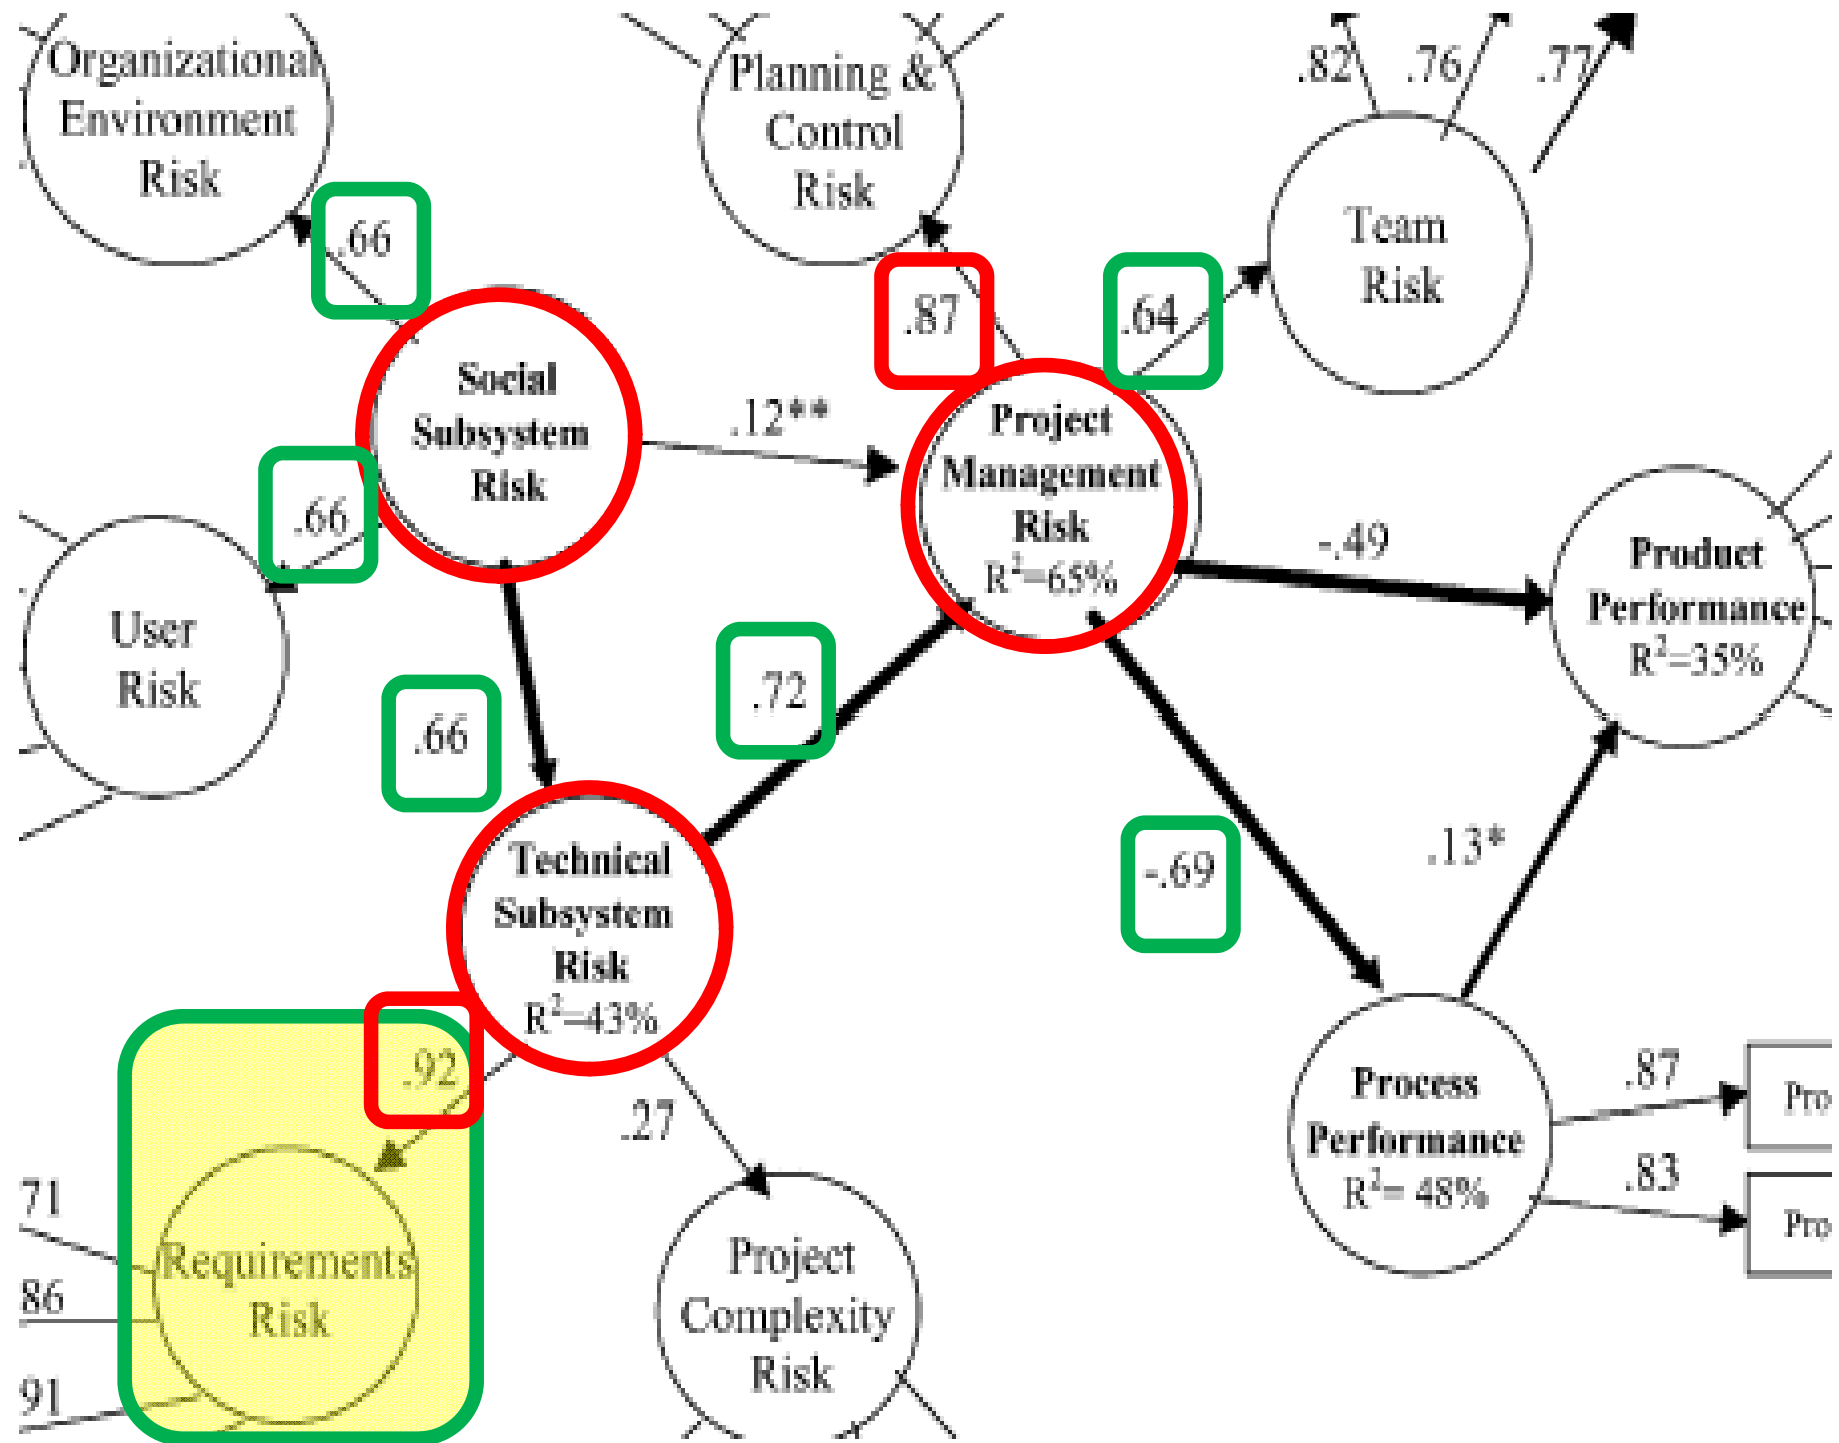 Organizational
Environment
Risk
Planning &
Control
Risk
.82
.76
.77
Team
Risk
.66
.87
.64
Social
Subsystem
Risk
.12**
Project
Management
Risk
R²=65%
.66
-.49
Product
Performance
R²=35%
User
Risk
.66
.72
.13*
-.69
Technical
Subsystem
Risk
R²=43%
.92
.27
Process
Performance
R²= 48%
.87
Pro
.83
Pro
71
86
91
Requirements
Risk
Project
Complexity
Risk